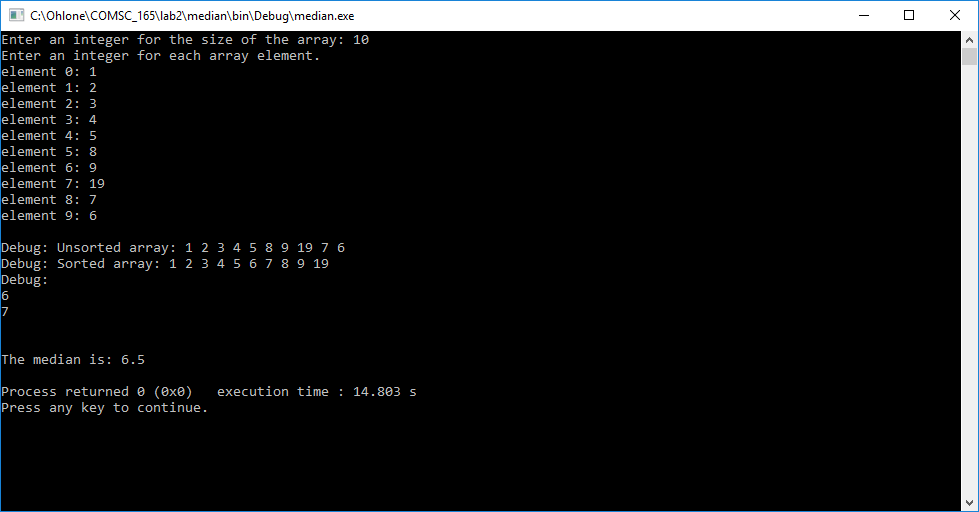 C:\Ohlone\COMSC_165\lab2\median\bin\Debug\median.exe
Enter an integer for the size of the array: 10
Enter an integer for each array element.
element 0: 1
element 1: 2
element 2: 3
element 3: 4
element 4: 5
element 5: 8
element 6: 9
element 7: 19
element 8: 7
element 9: 6
Debug: Unsorted array: 1 2 3 4 5 8 9 19 7 6
Debug: Sorted array: 1 2 3 4 5 6 7 8 9 19
Debug:
6
7
The median is: 6.5
Process returned 0 (0x0)   execution time : 14.803 s
Press any key to continue.